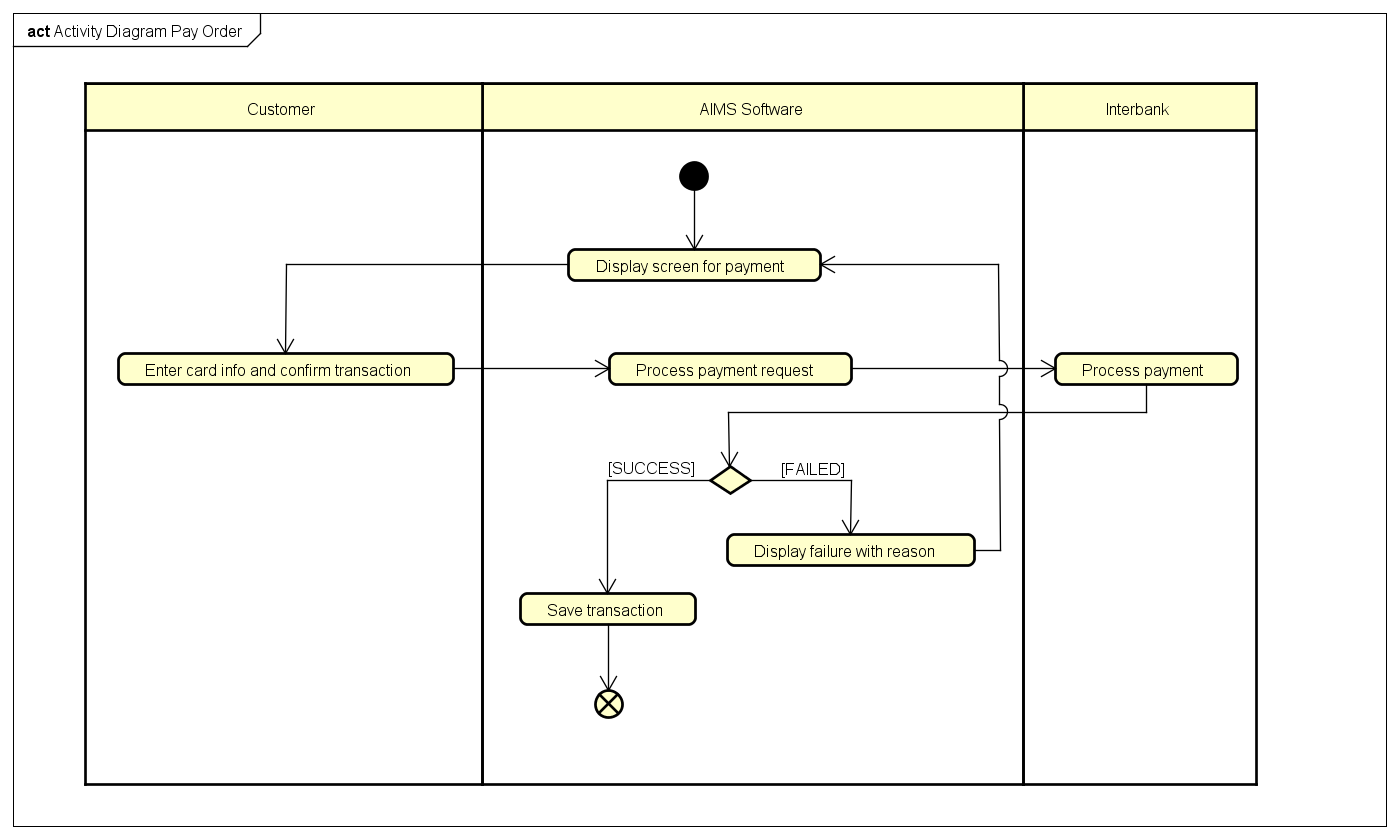 act Activity Diagram Pay Order
Customer
AIMS Software
Interbank
Display screen for payment
Enter card info and confirm transaction
Process payment request
Process payment
[SUCCESS]
[FAILED]
Display failure with reason
Save transaction